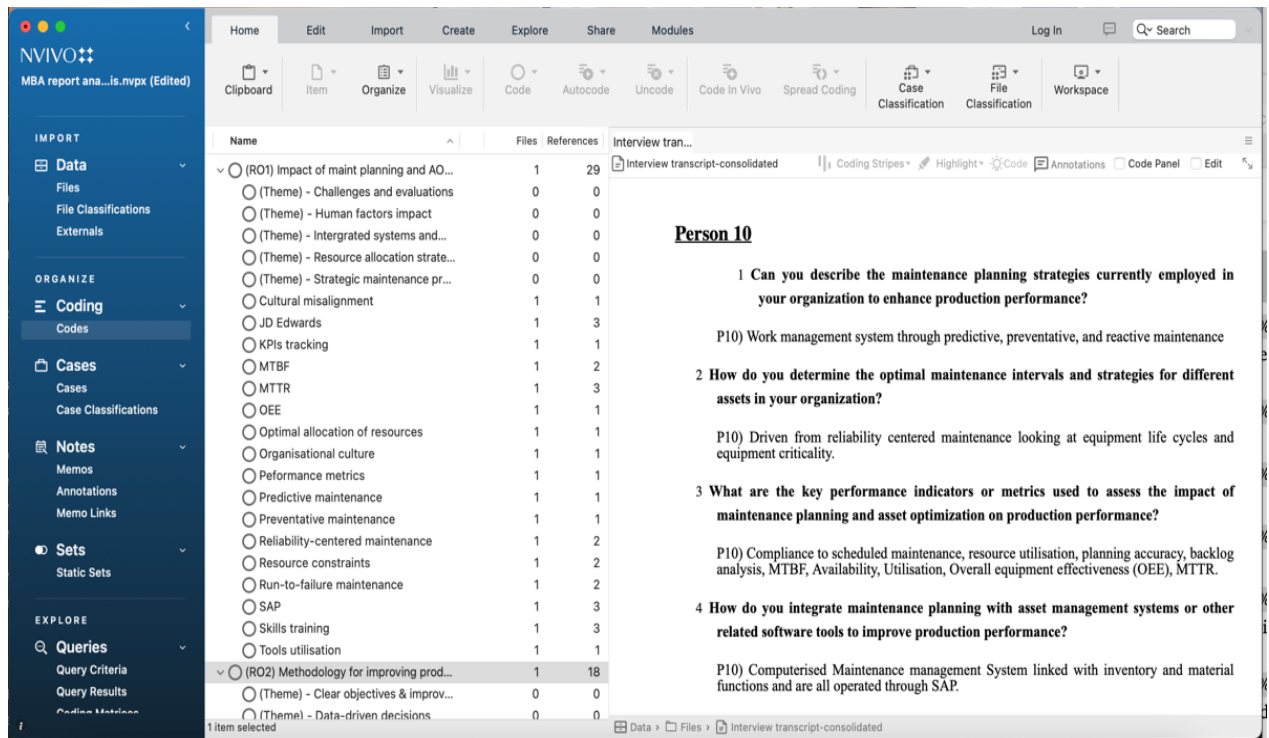 Home Edit Import Create Explore Share Modules Log In Search
NVIVO
MBA report ana...is.nvpx (Edited)
Clipboard Item Organize Visualize Code Autocode Uncode Code In Vivo Spread Coding Case Classification File Classification Workspace
IMPORT
Data
Files
File Classifications
Externals
ORGANIZE
Coding
Codes
Cases
Cases
Case Classifications
Notes
Memos
Annotations
Memo Links
Sets
Static Sets
EXPLORE
Queries
Query Criteria
Query Results
Coding Matrices
Name Files References
(RO1) Impact of maint planning and AO... 1 29
(Theme) - Challenges and evaluations 0 0
(Theme) - Human factors impact 0 0
(Theme) - Intergrated systems and... 0 0
(Theme) - Resource allocation strate... 0 0
(Theme) - Strategic maintenance pr... 0 0
Cultural misalignment 1 1
JD Edwards 1 3
KPIs tracking 1 1
MTBF 1 2
MTTR 1 3
OEE 1 1
Optimal allocation of resources 1 1
Organisational culture 1 1
Peformance metrics 1 1
Predictive maintenance 1 1
Preventative maintenance 1 1
Reliability-centered maintenance 1 2
Resource constraints 1 2
Run-to-failure maintenance 1 2
SAP 1 3
Skills training 1 3
Tools utilisation 1 1
(RO2) Methodology for improving prod... 1 18
(Theme) - Clear objectives & improv... 0 0
(Theme) - Data-driven decisions 0 0
1 item selected
Interview tran...
Interview transcript-consolidated Coding Stripes Highlight Code Annotations Code Panel Edit
Person 10
1 Can you describe the maintenance planning strategies currently employed in
your organization to enhance production performance?
P10) Work management system through predictive, preventative, and reactive maintenance
2 How do you determine the optimal maintenance intervals and strategies for different
assets in your organization?
P10) Driven from reliability centered maintenance looking at equipment life cycles and
equipment criticality.
3 What are the key performance indicators or metrics used to assess the impact of
maintenance planning and asset optimization on production performance?
P10) Compliance to scheduled maintenance, resource utilisation, planning accuracy, backlog
analysis, MTBF, Availability, Utilisation, Overall equipment effectiveness (OEE), MTTR.
4 How do you integrate maintenance planning with asset management systems or other
related software tools to improve production performance?
P10) Computerised Maintenance management System linked with inventory and material
functions and are all operated through SAP.
Data > Files > Interview transcript-consolidated